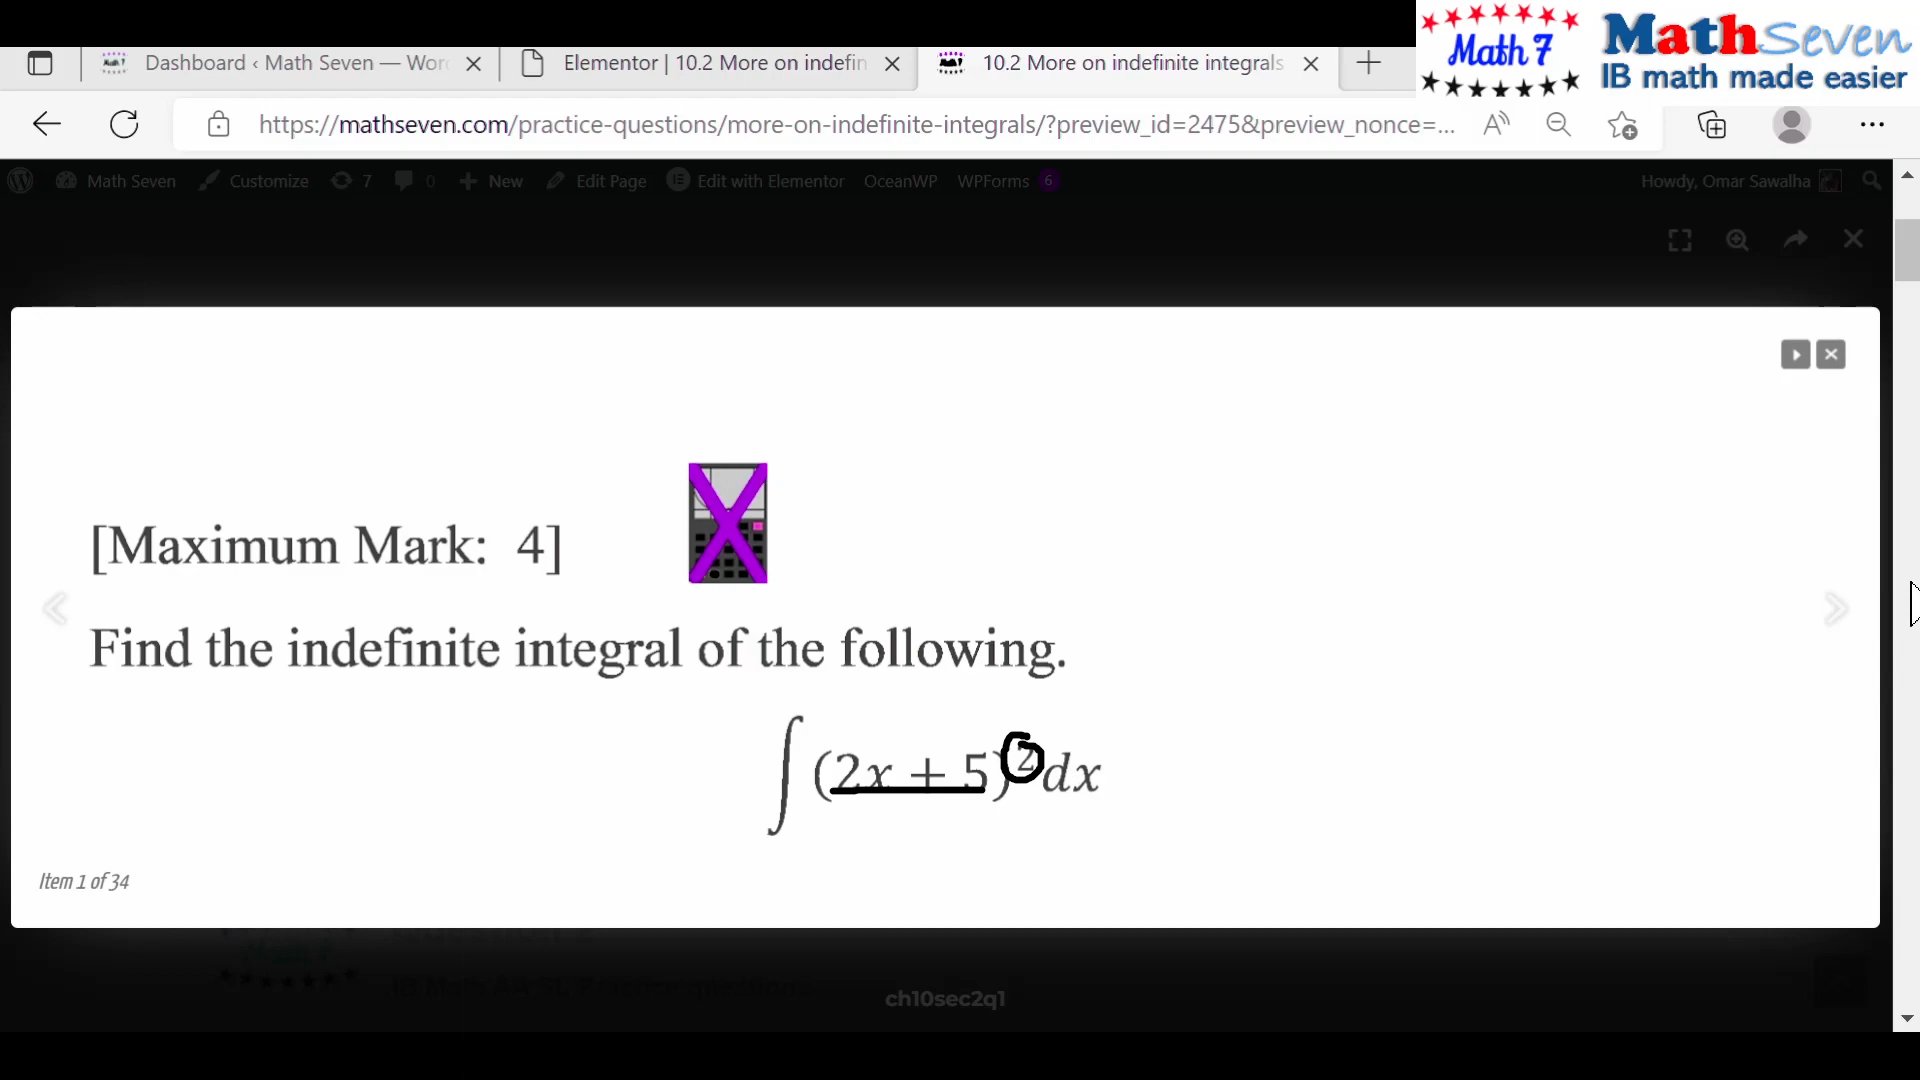 Math 7
MathSeven
IB math made easier
Dashboard ‹ Math Seven — Wor
Elementor | 10.2 More on indefin
10.2 More on indefinite integrals
https://mathseven.com/practice-questions/more-on-indefinite-integrals/?preview_id=2475&preview_nonce=...
Math Seven Customize 7 0 New Edit Page Edit with Elementor OceanWP WPForms 6 Howdy, Omar Sawalha
[Maximum Mark: 4]
Find the indefinite integral of the following.
∫(2x + 5)²dx
Item 1 of 34
ch10sec2q1